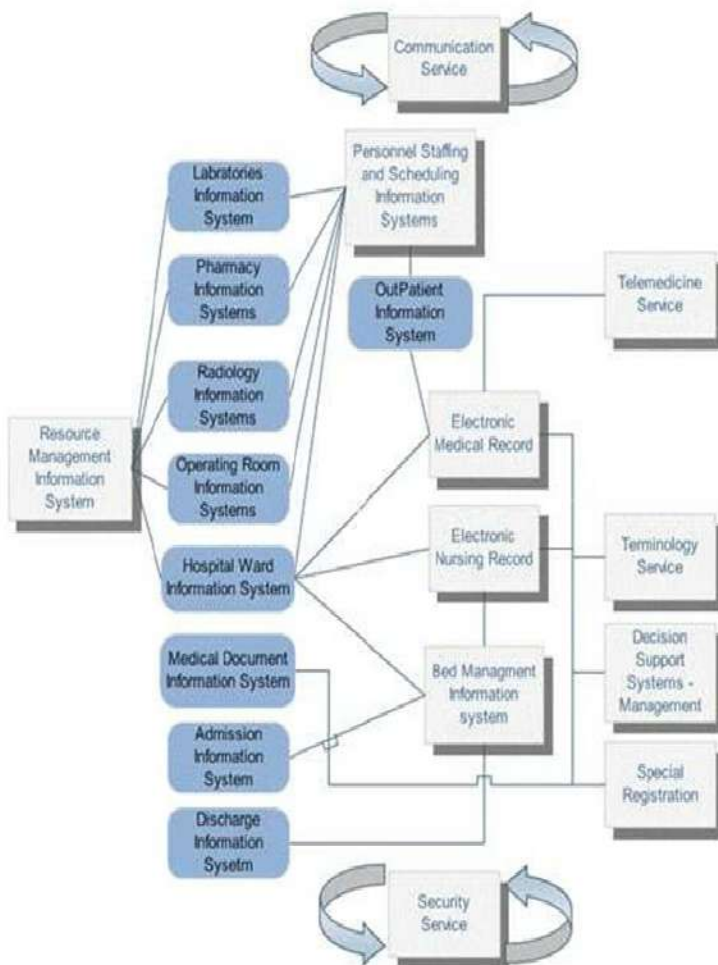 Communication
Service
Personnel Staffing
and Scheduling
Information
Systems
Labratories
Information
System
Pharmacy
Information
Systems
OutPatient
Information
System
Telemedicine
Service
Radiology
Information
Systems
Electronic
Medical Record
Resource
Management
Information
System
Operating Room
Information
Systems
Electronic
Nursing Record
Terminology
Service
Hospital Ward
Information System
Medical Document
Information System
Bed Managment
Information
system
Decision
Support
Systems -
Management
Admission
Information
System
Special
Registration
Discharge
Information
Sysetm
Security
Service